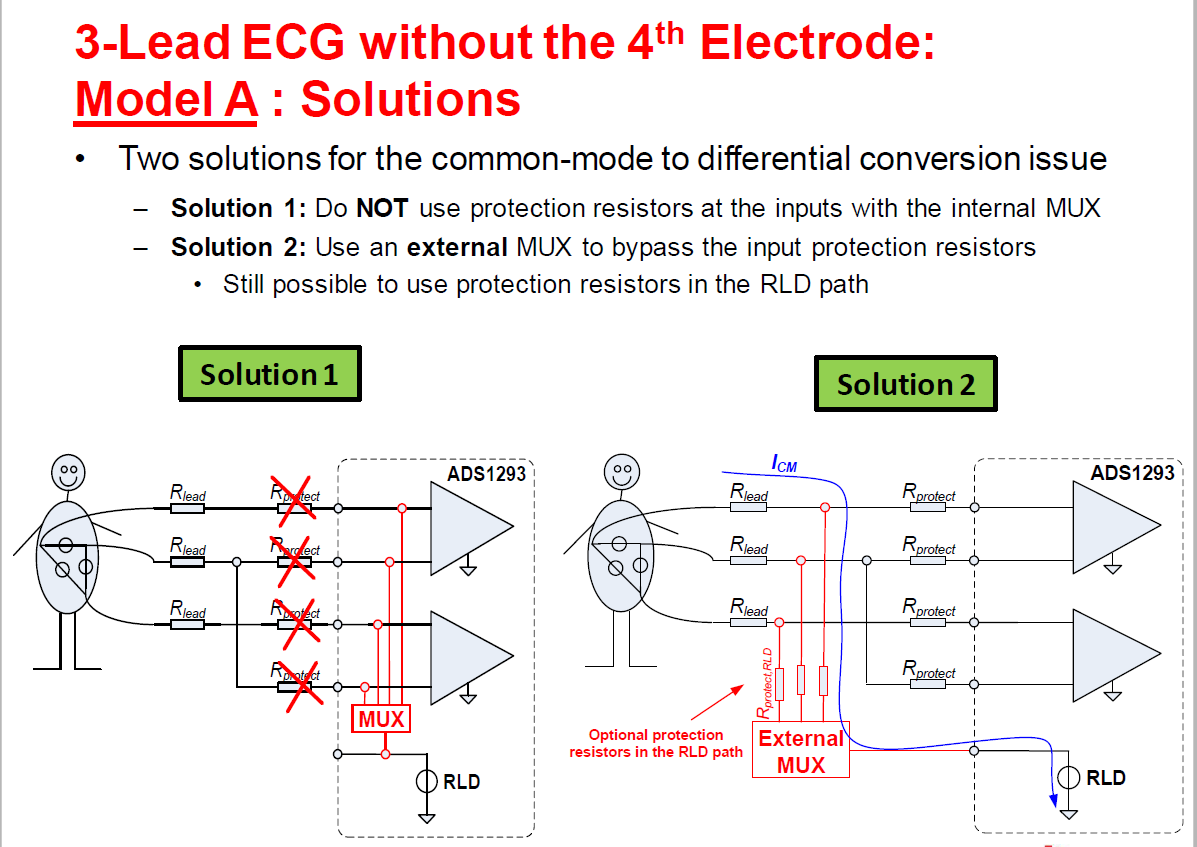 3-Lead ECG without the 4th Electrode:
Model A : Solutions
• Two solutions for the common-mode to differential conversion issue
– Solution 1: Do NOT use protection resistors at the inputs with the internal MUX
– Solution 2: Use an external MUX to bypass the input protection resistors
• Still possible to use protection resistors in the RLD path
Solution 1
Solution 2
ADS1293
Rlead
Rprotect
Rlead
Rprotect
Rlead
Rprotect
Rprotect
MUX
RLD
ICM
ADS1293
Rlead
Rprotect
Rlead
Rprotect
Rlead
Rprotect
Rprotect
Rprotect,RLD
Optional protection
resistors in the RLD path
External
MUX
RLD